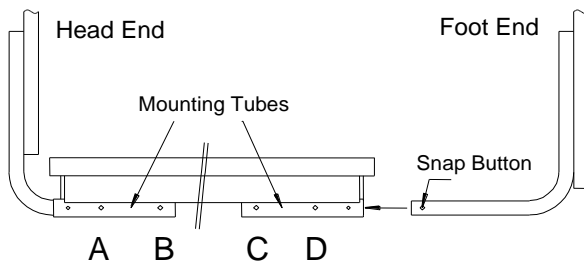 Head End
Foot End
Mounting Tubes
Snap Button
A B C D